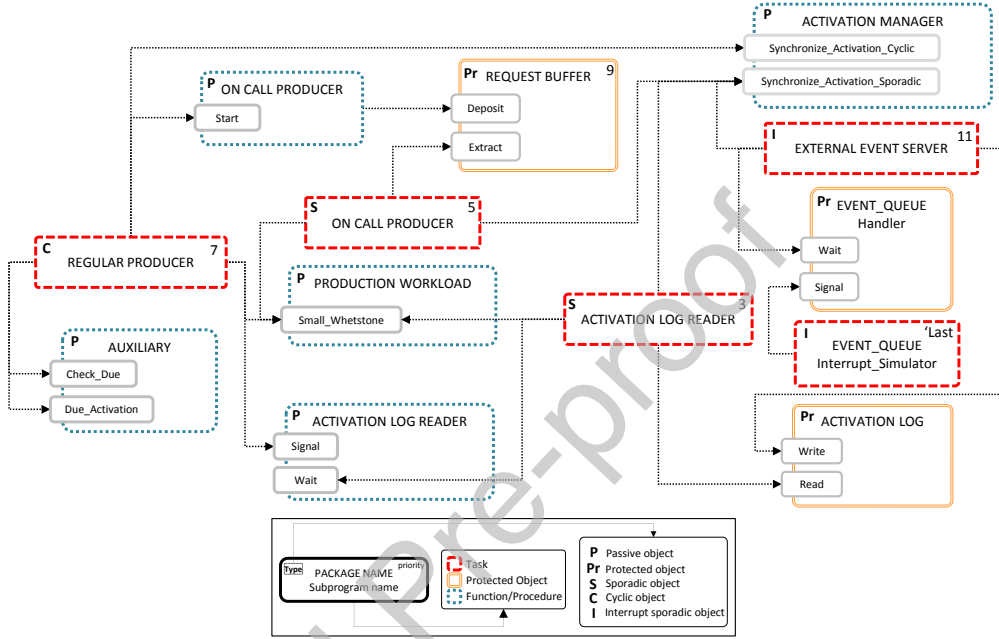 P
ACTIVATION MANAGER
Synchronize_Activation_Cyclic
Synchronize_Activation_Sporadic
P
ON CALL PRODUCER
Start
Pr
REQUEST BUFFER
9
Deposit
Extract
I
11
EXTERNAL EVENT SERVER
S
5
ON CALL PRODUCER
Pr
EVENT_QUEUE
Handler
Wait
Signal
C
7
REGULAR PRODUCER
P
PRODUCTION WORKLOAD
Small_Whetstone
S
3
ACTIVATION LOG READER
I
'Last
EVENT_QUEUE
Interrupt_Simulator
P
AUXILIARY
Check_Due
Due_Activation
P
ACTIVATION LOG READER
Signal
Wait
Pr
ACTIVATION LOG
Write
Read
Type
priority
PACKAGE NAME
Subprogram name
Task
Protected Object
Function/Procedure
P Passive object
Pr Protected object
S Sporadic object
C Cyclic object
I Interrupt sporadic object
Pre-proof